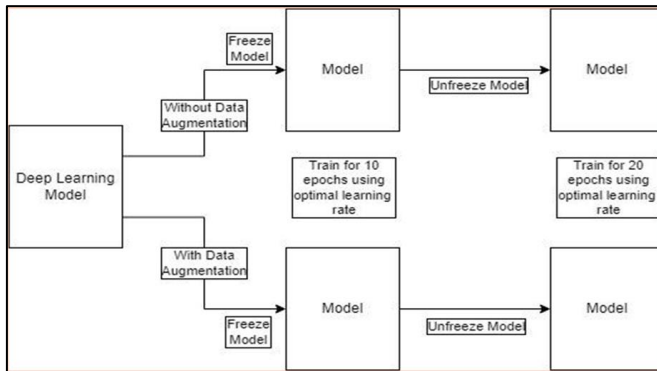 Freeze
Model
Model
Unfreeze Model
Model
Without Data
Augmentation
Deep Learning
Model
Train for 10
epochs using
optimal learning
rate
Train for 20
epochs using
optimal learning
rate
With Data
Augmentation
Freeze
Model
Model
Unfreeze Model
Model